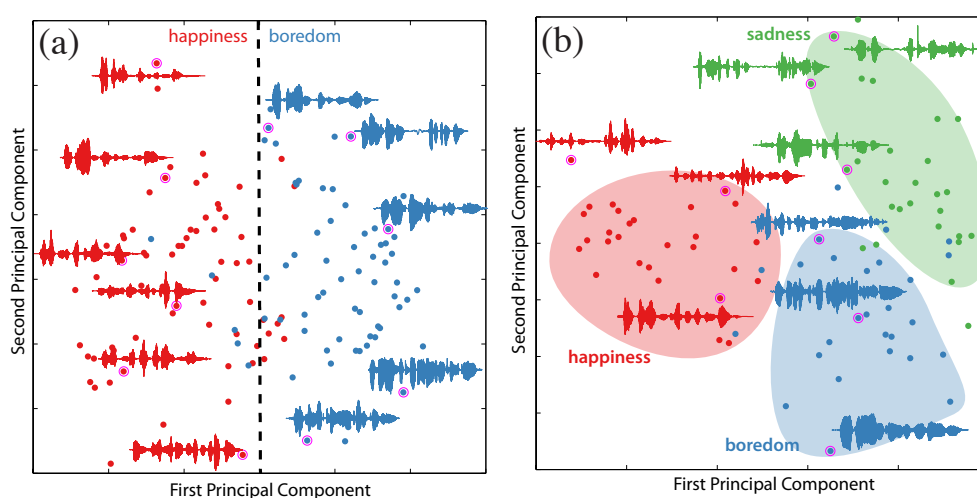 (a)
happiness
boredom
Second Principal Component
First Principal Component
(b)
sadness
happiness
boredom
Second Principal Component
First Principal Component